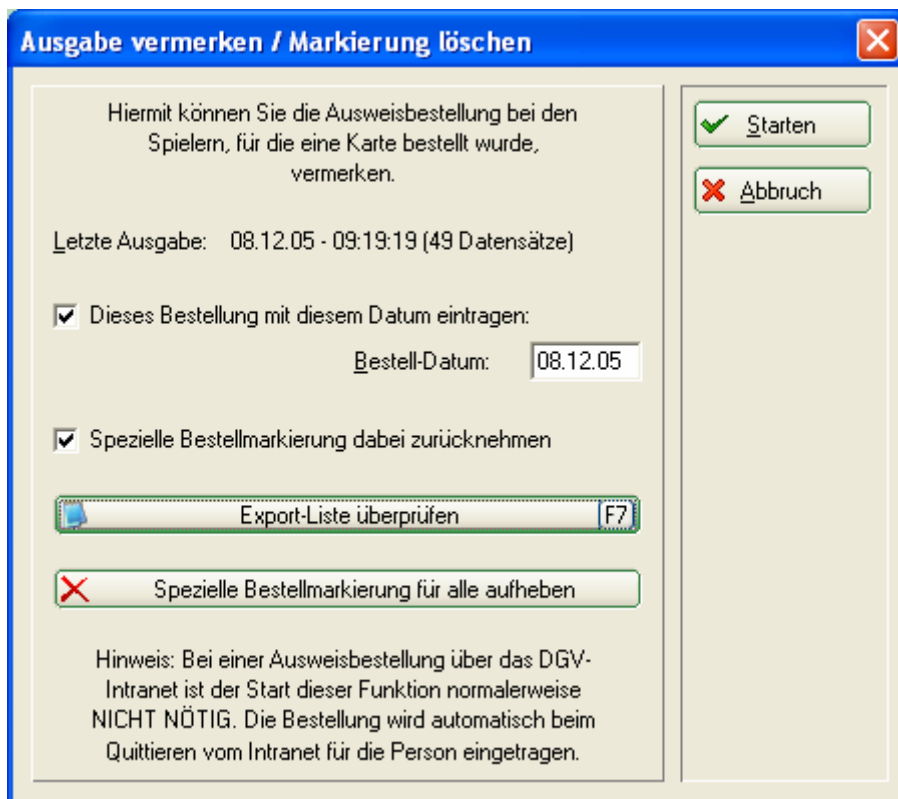 Ausgabe vermerken / Markierung löschen
Hiermit können Sie die Ausweisbestellung bei den
Spielern, für die eine Karte bestellt wurde,
vermerken.
Starten
Abbruch
Letzte Ausgabe: 08.12.05 - 09:19:19 (49 Datensätze)
Dieses Bestellung mit diesem Datum eintragen:
Bestell-Datum: 08.12.05
Spezielle Bestellmarkierung dabei zurücknehmen
Export-Liste überprüfen F7
Spezielle Bestellmarkierung für alle aufheben
Hinweis: Bei einer Ausweisbestellung über das DGV-
Intranet ist der Start dieser Funktion normalerweise
NICHT NÖTIG. Die Bestellung wird automatisch beim
Quittieren vom Intranet für die Person eingetragen.